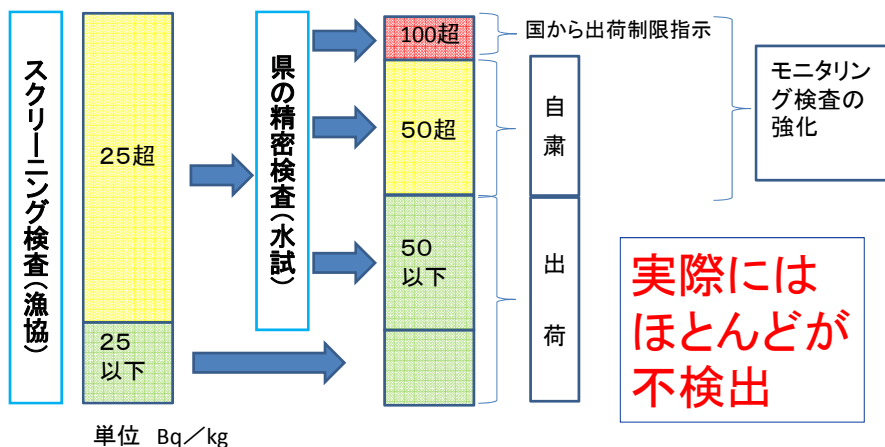 スクリーニング検査(漁協)
25超
25
以下
単位 Bq/kg
県の精密検査(水試)
100超
50超
50
以下
国から出荷制限指示
自
粛
出
荷
モニタリ
ング検査の
強化
実際には
ほとんどが
不検出